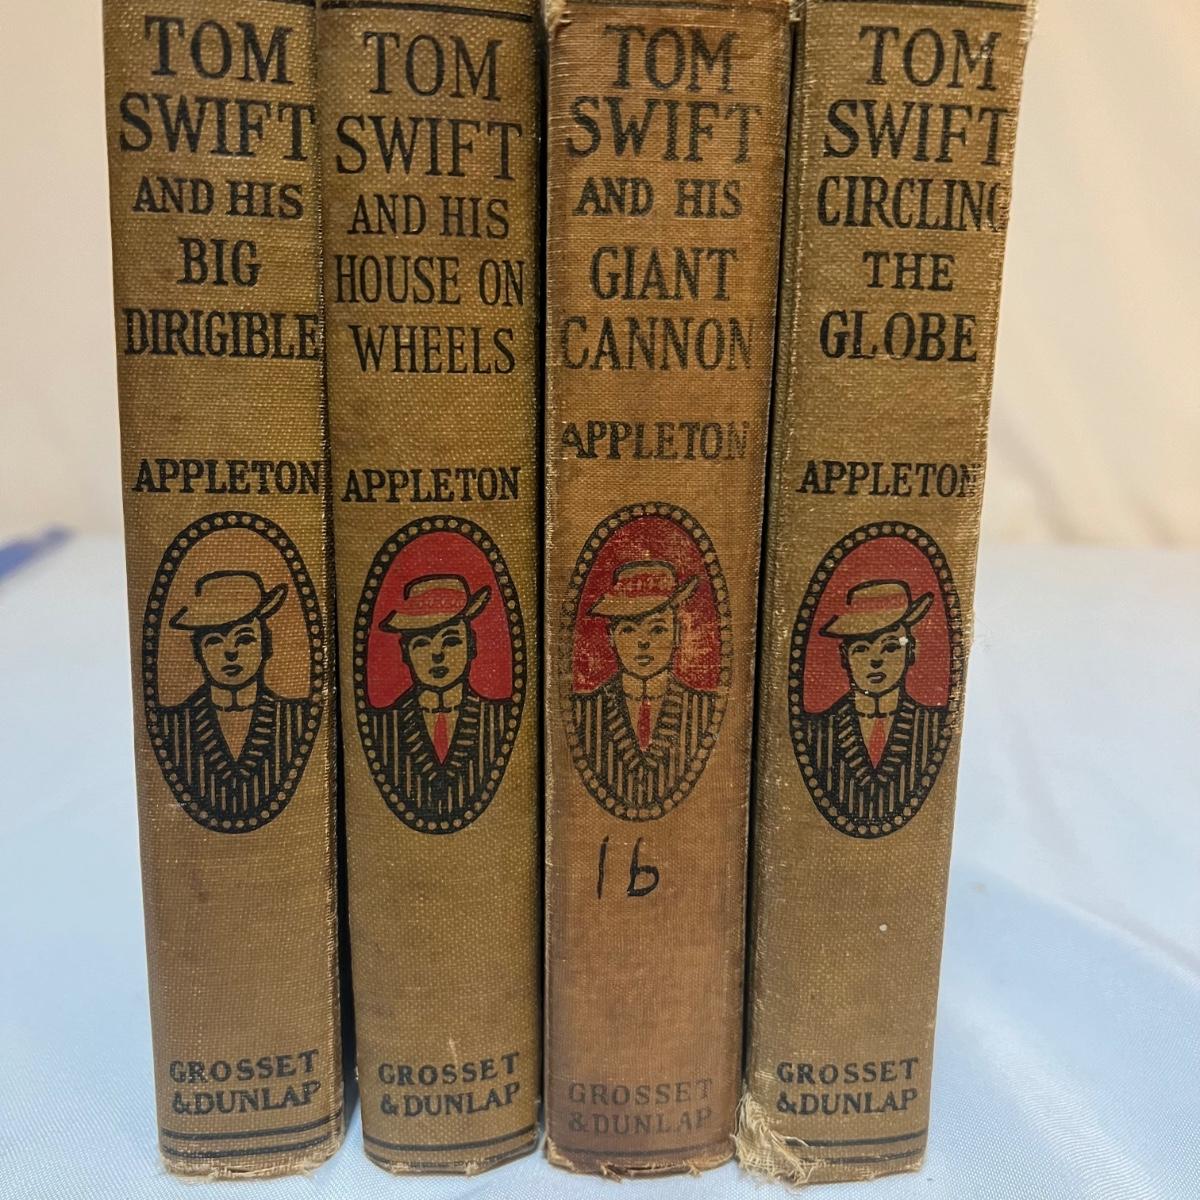 TOM
SWIFT
AND HIS
BIG
DIRIGIBLE
APPLETON
GROSSET
& DUNLAP
TOM
SWIFT
AND HIS
HOUSE ON
WHEELS
APPLETON
GROSSET
& DUNLAP
TOM
SWIFT
AND HIS
GIANT
CANNON
APPLETON
16
GROSSET
& DUNLAP
TOM
SWIFT
CIRCLING
THE
GLOBE
APPLETON
GROSSET
& DUNLAP